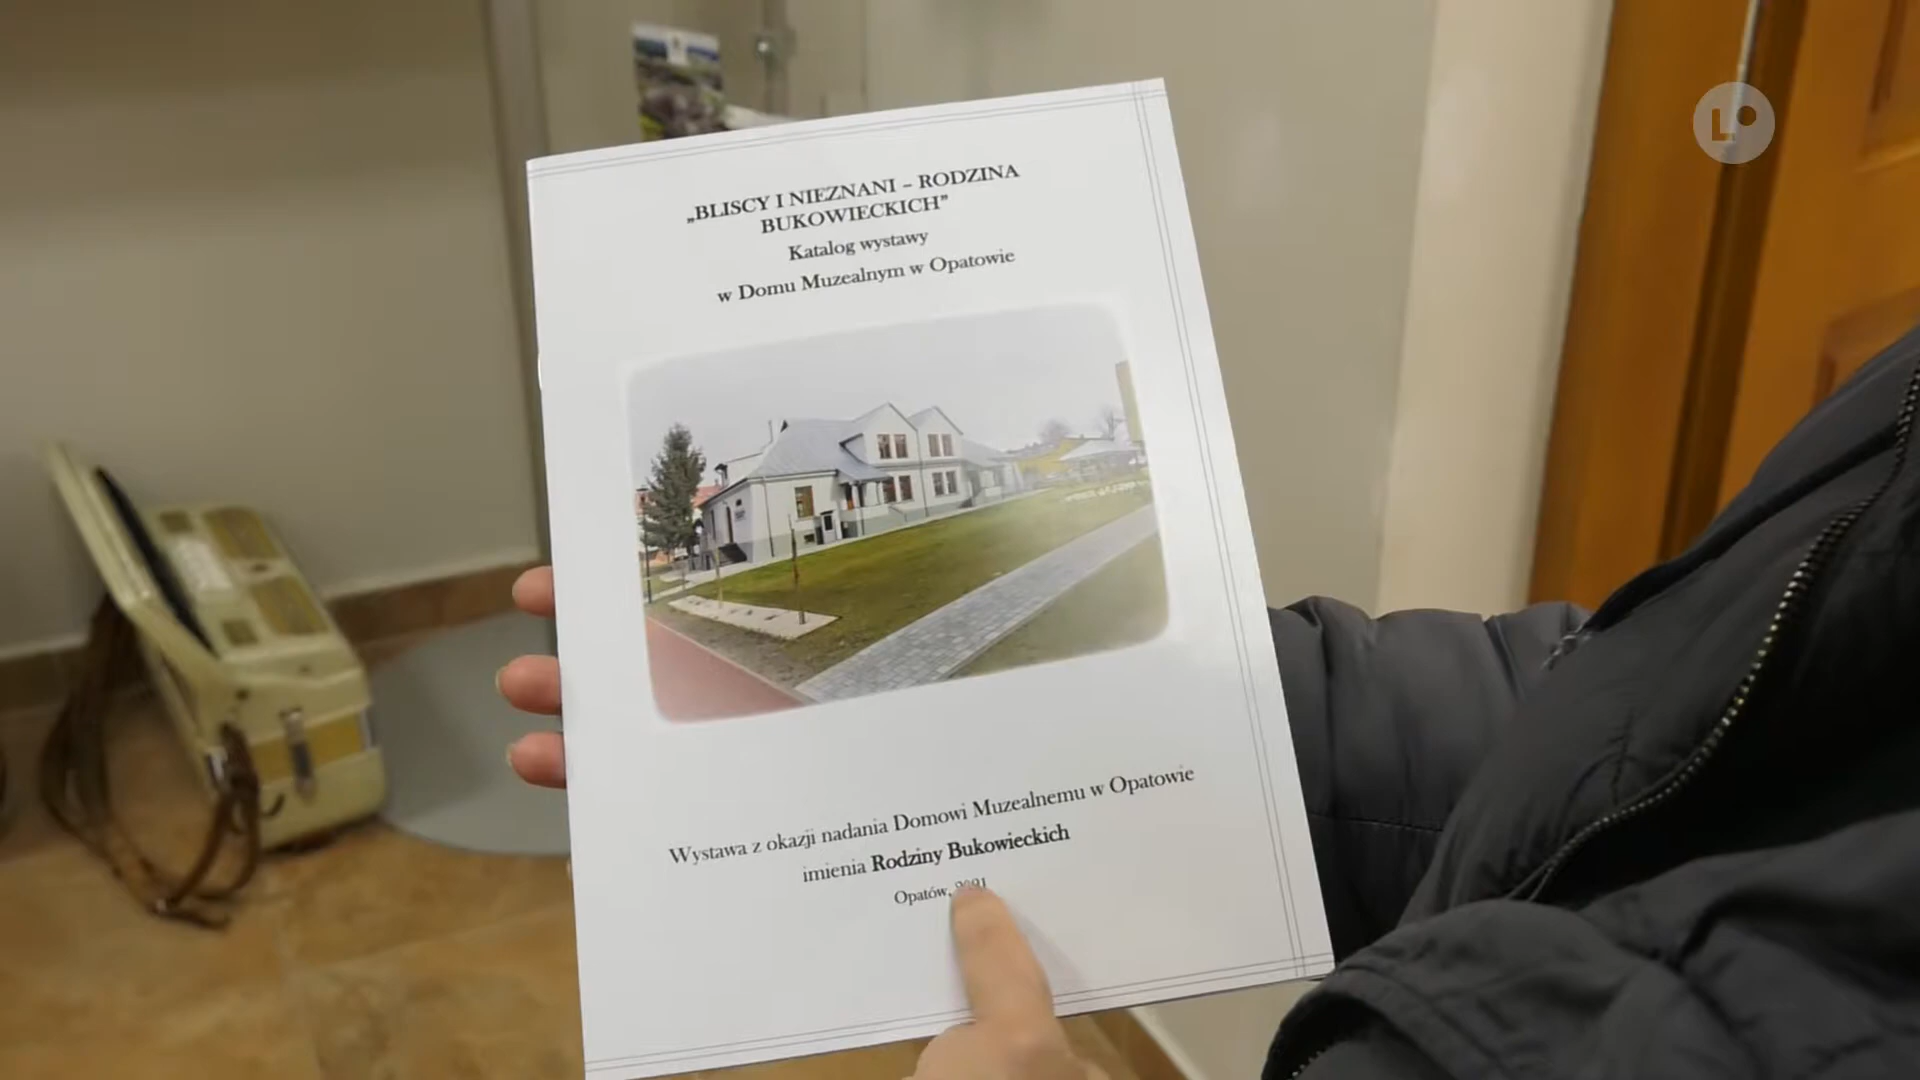 „BLISCY I NIEZNANI – RODZINA
BUKOWIECKICH”
Katalog wystawy
w Domu Muzealnym w Opatowie
Wystawa z okazji nadania Domowi Muzealnemu w Opatowie
imienia Rodziny Bukowieckich
Opatów,